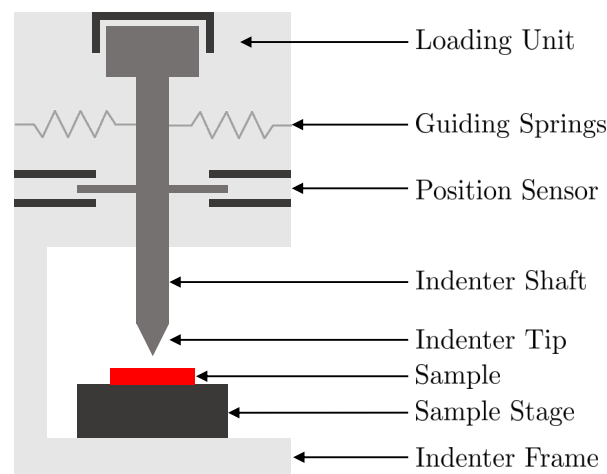 Loading Unit
Guiding Springs
Position Sensor
Indenter Shaft
Indenter Tip
Sample
Sample Stage
Indenter Frame